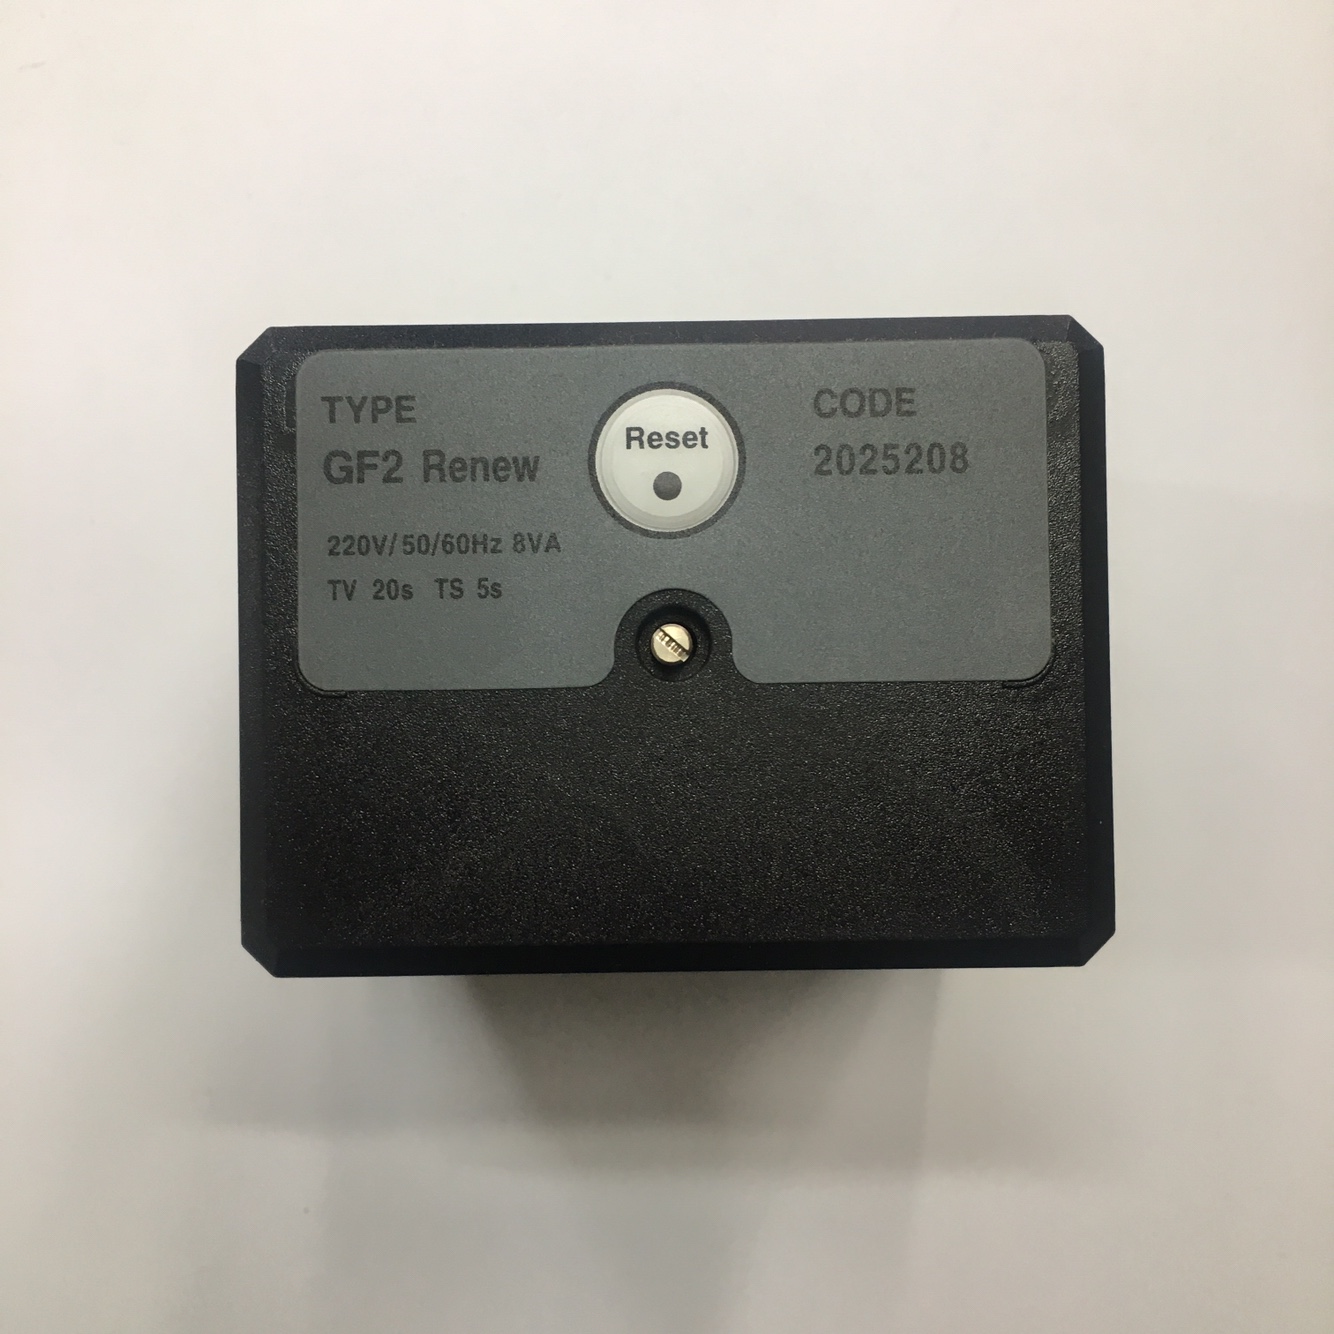 TYPE
GF2 Renew
220V/50/60Hz 8VA
TV 20s TS 5s
Reset
CODE
2025208